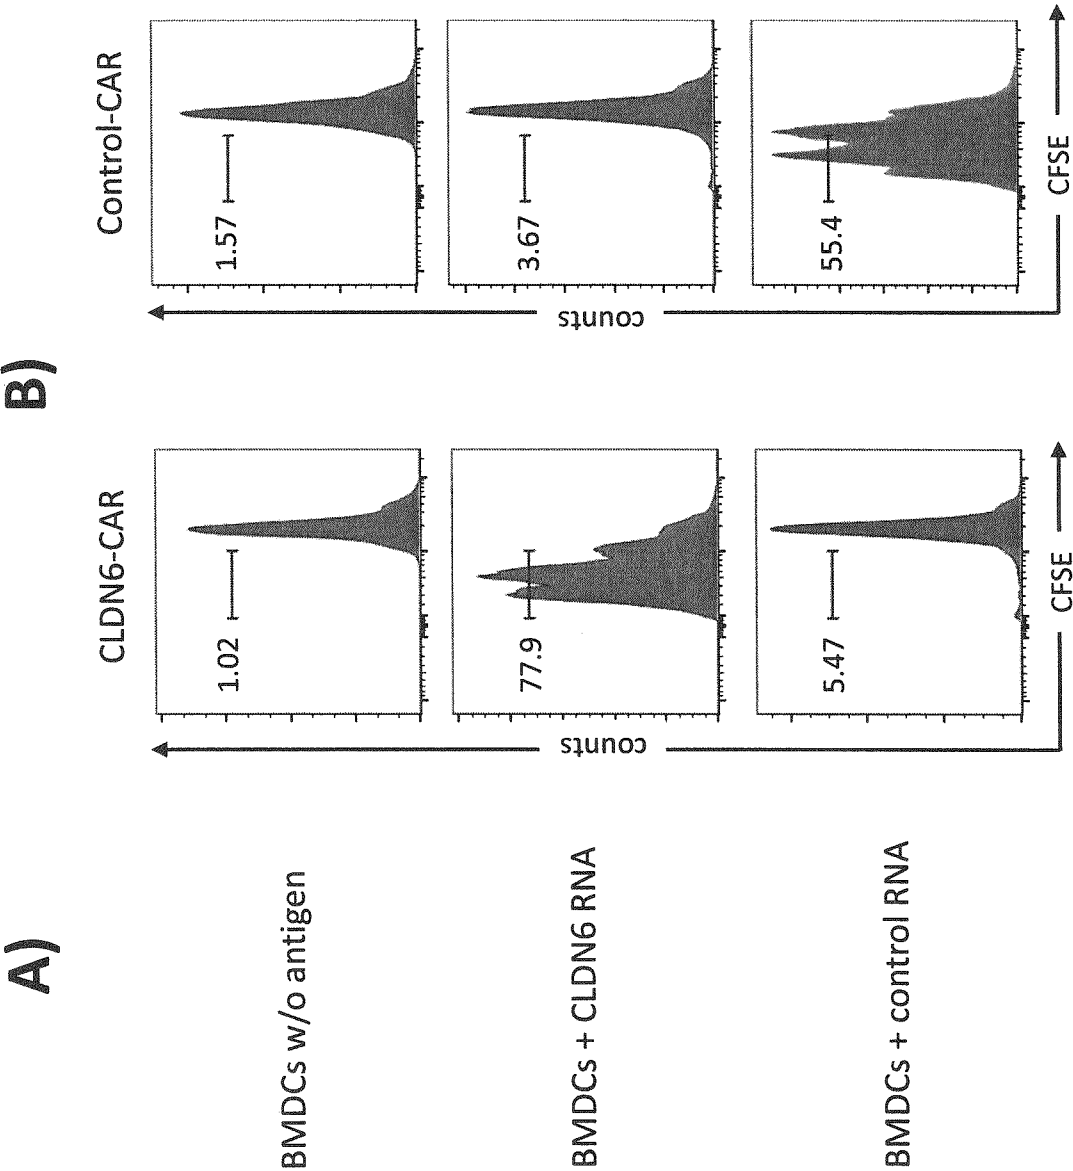 A)
B)
CLDN6-CAR
Control-CAR
BMDCs w/o antigen
1.02
1.57
BMDCs + CLDN6 RNA
77.9
3.67
BMDCs + control RNA
5.47
55.4
counts
counts
CFSE
CFSE